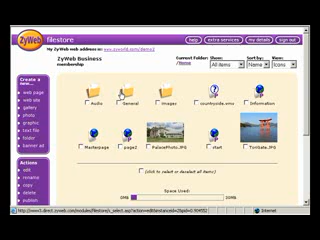 ZyWeb
filestore
help
extra services
my details
sign out
My ZyWeb web address is:
ZyWeb Business
membership
Current Folder:
/Home
Show:
All items
Sort by:
Name
View:
Icons
Create a new...
web page
web site
gallery
photo
graphic
text file
folder
banner ad
Actions
edit
rename
copy
delete
publish
Audio
General
Images
countryside.wmv
Information
Masterpage
page2
PalacePhoto.JPG
start
ToriiGate.JPG
(click to select or deselect all items)
Space Used:
0MB
Internet